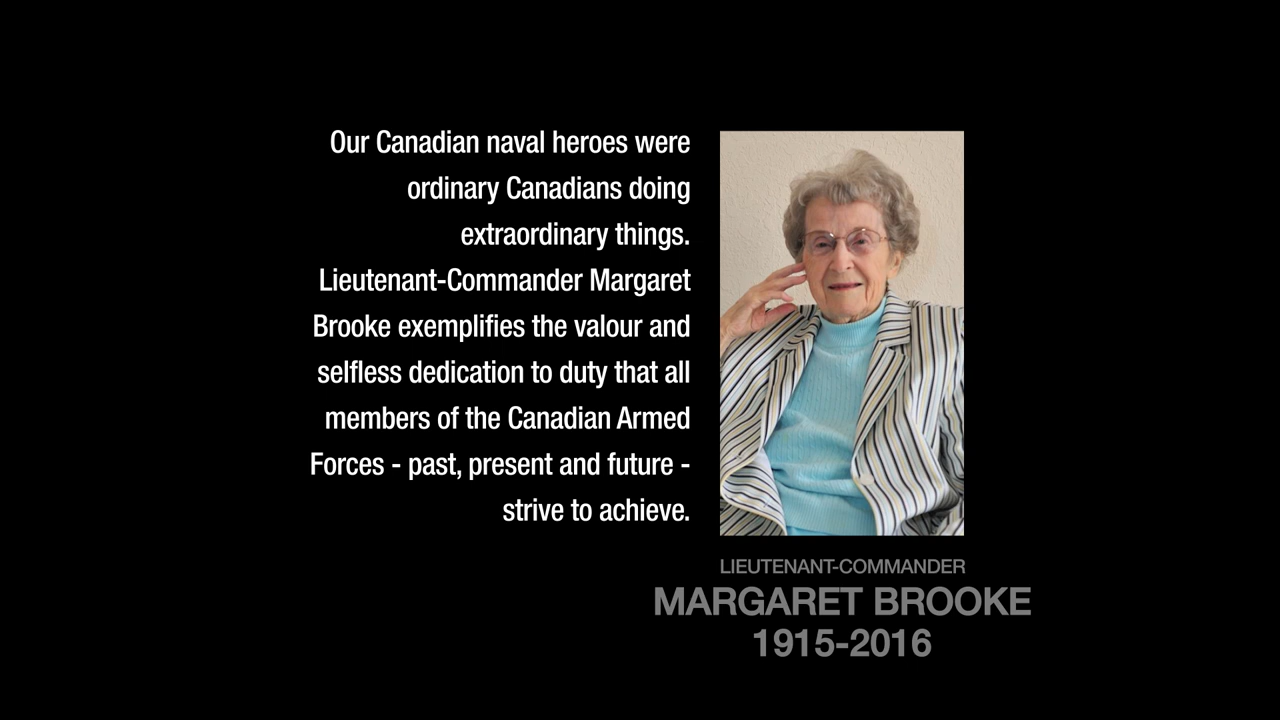 Our Canadian naval heroes were
ordinary Canadians doing
extraordinary things.
Lieutenant-Commander Margaret
Brooke exemplifies the valour and
selfless dedication to duty that all
members of the Canadian Armed
Forces - past, present and future -
strive to achieve.
LIEUTENANT-COMMANDER
MARGARET BROOKE
1915-2016